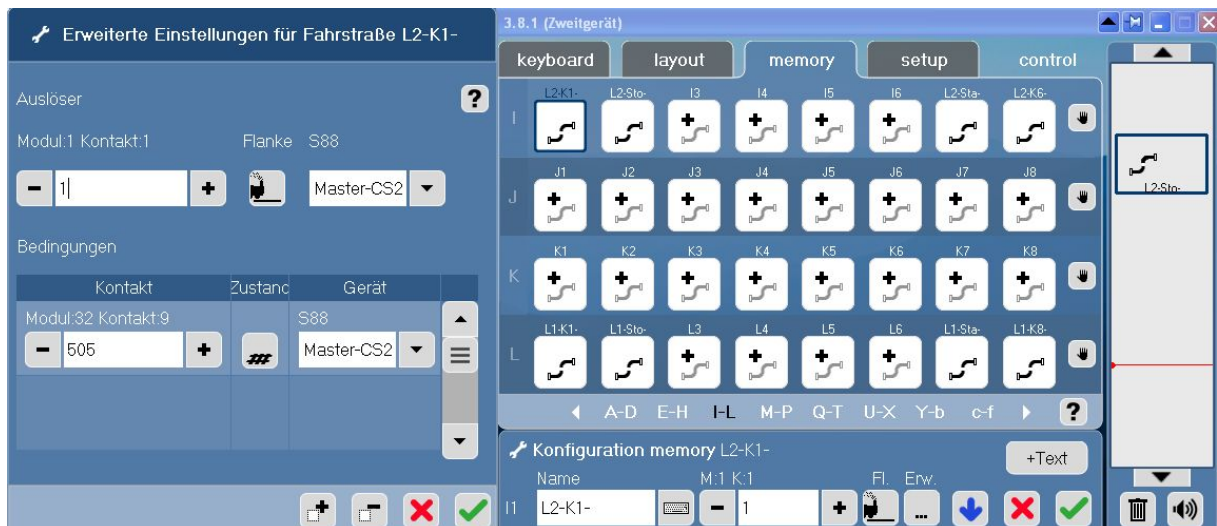 Erweiterte Einstellungen für Fahrstraße L2-K1-
Auslöser
?
Modul:1 Kontakt:1 Flanke S88
- 1 + Master-CS2
Bedingungen
Kontakt Zustand Gerät
Modul:32 Kontakt:9 S88
- 505 + Master-CS2
3.8.1 (Zweitgerät)
keyboard layout memory setup control
L2-K1- L2-Sto- I3 I4 I5 I6 L2-Sta- L2-K6-
I
J1 J2 J3 J4 J5 J6 J7 J8
J
K1 K2 K3 K4 K5 K6 K7 K8
K
L1-K1- L1-Sto- L3 L4 L5 L6 L1-Sta- L1-K8-
L
A-D E-H I-L M-P Q-T U-X Y-b c-f ?
Konfiguration memory L2-K1-
+Text
Name M:1 K:1 Fl. Erw.
I1 L2-K1- - 1 + ...
L2-Sto-